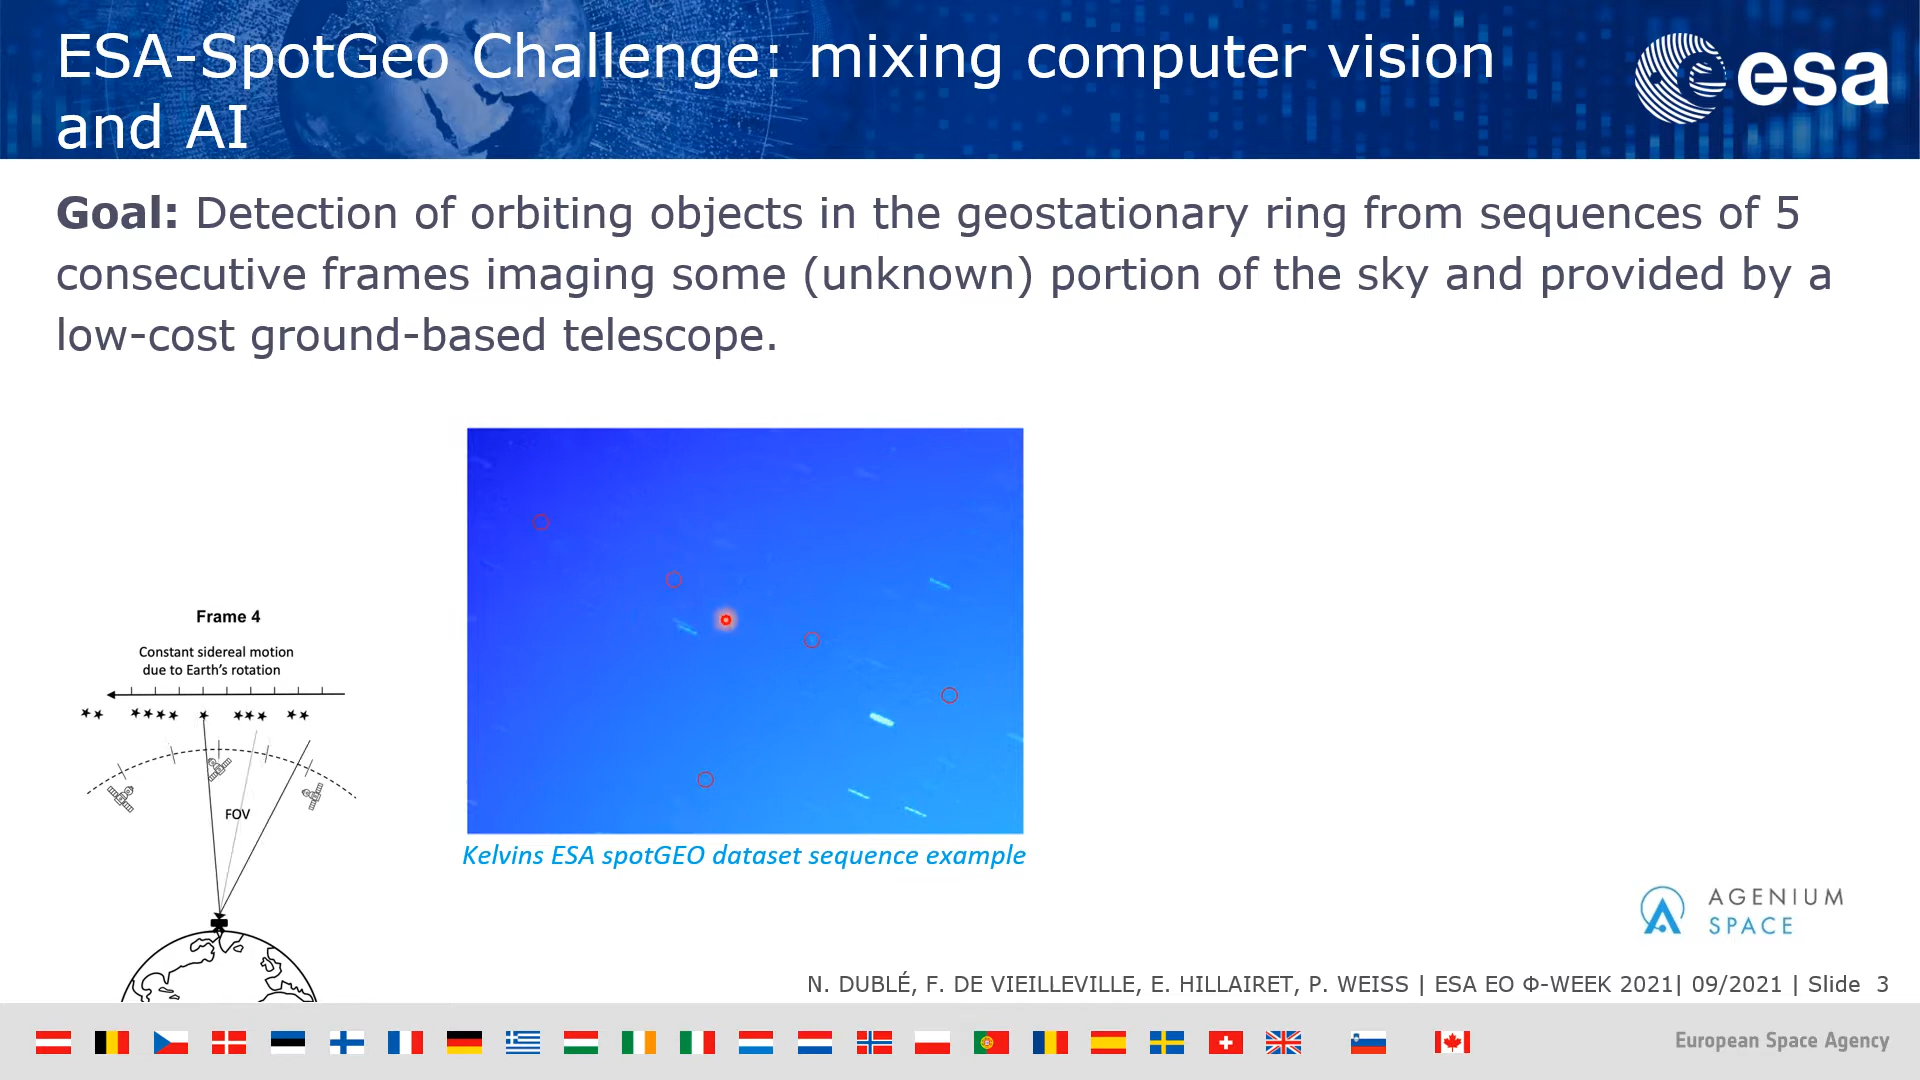 ESA-SpotGeo Challenge: mixing computer vision
and AI
esa
Goal: Detection of orbiting objects in the geostationary ring from sequences of 5
consecutive frames imaging some (unknown) portion of the sky and provided by a
low-cost ground-based telescope.
Frame 4
Constant sidereal motion
due to Earth's rotation
FOV
Kelvins ESA spotGEO dataset sequence example
AGENIUM
SPACE
N. DUBLÉ, F. DE VIEILLEVILLE, E. HILLAIRET, P. WEISS | ESA EO Φ-WEEK 2021| 09/2021 | Slide 3
European Space Agency